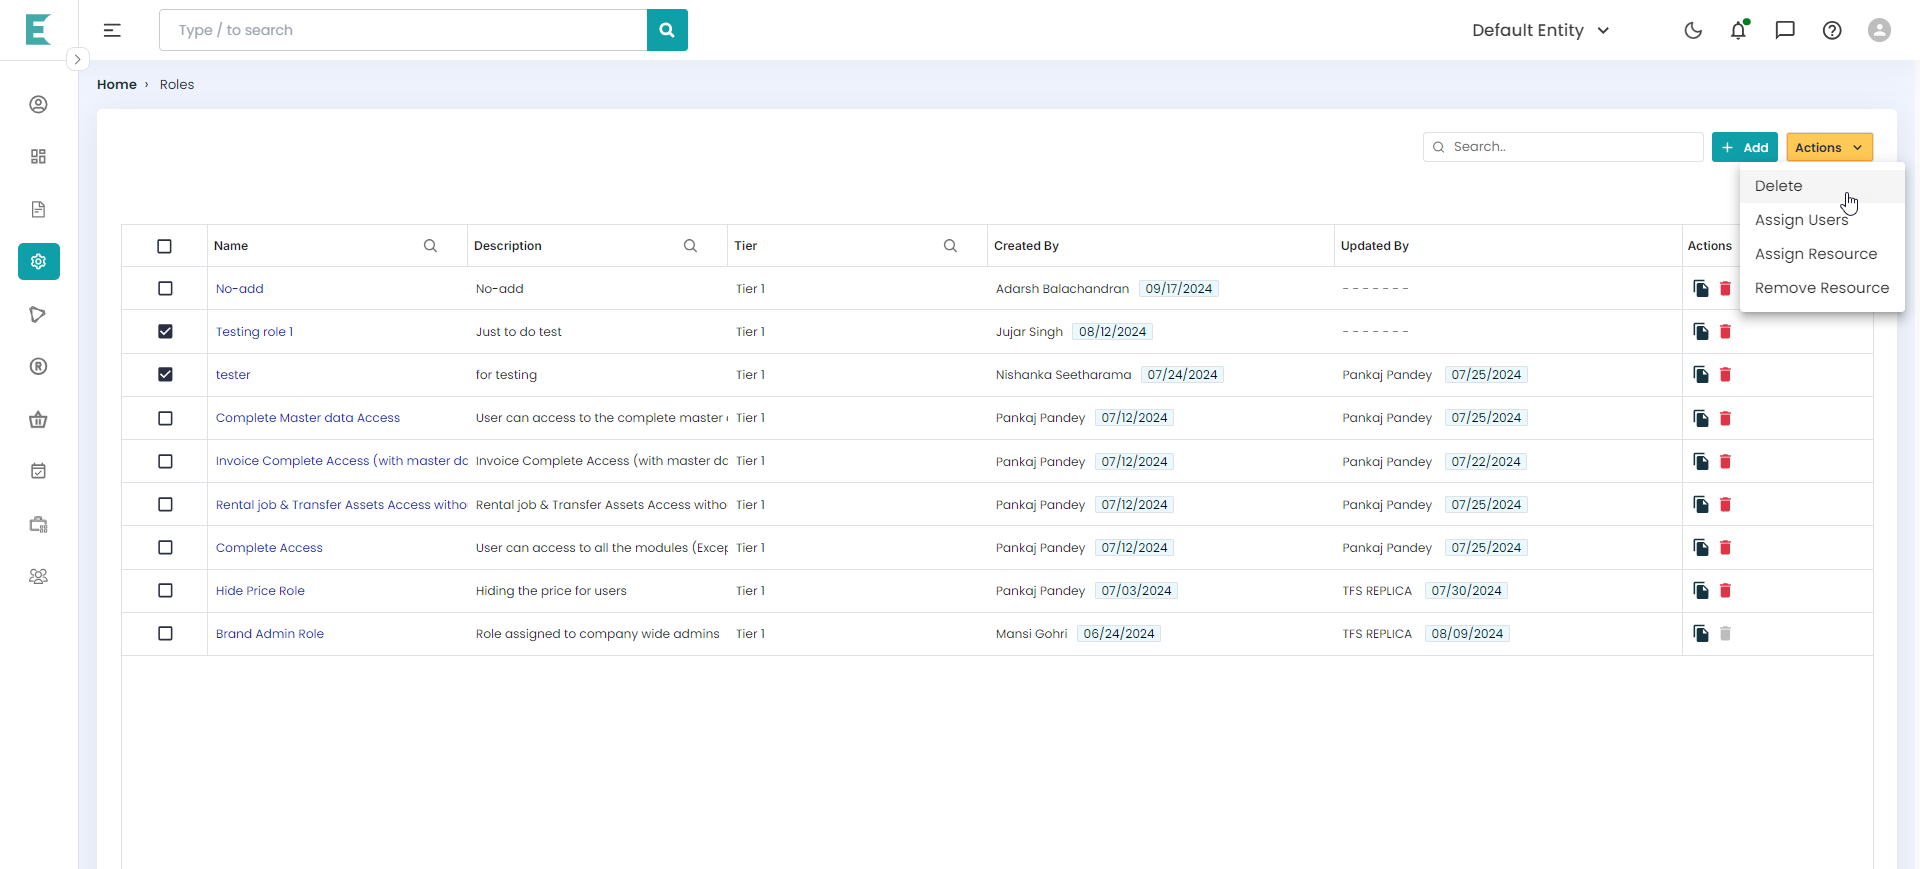 Type / to search
Default Entity
Home › Roles
Search..
+ Add
Actions
Delete
Assign Users
Assign Resource
Remove Resource
Name Description Tier Created By Updated By Actions
No-add No-add Tier 1 Adarsh Balachandran 09/17/2024 - - - - - - -
Testing role 1 Just to do test Tier 1 Jujar Singh 08/12/2024 - - - - - - -
tester for testing Tier 1 Nishanka Seetharama 07/24/2024 Pankaj Pandey 07/25/2024
Complete Master data Access User can access to the complete master Tier 1 Pankaj Pandey 07/12/2024 Pankaj Pandey 07/25/2024
Invoice Complete Access (with master da Invoice Complete Access (with master da Tier 1 Pankaj Pandey 07/12/2024 Pankaj Pandey 07/22/2024
Rental job & Transfer Assets Access witho Rental job & Transfer Assets Access witho Tier 1 Pankaj Pandey 07/12/2024 Pankaj Pandey 07/25/2024
Complete Access User can access to all the modules (Excep Tier 1 Pankaj Pandey 07/12/2024 Pankaj Pandey 07/25/2024
Hide Price Role Hiding the price for users Tier 1 Pankaj Pandey 07/03/2024 TFS REPLICA 07/30/2024
Brand Admin Role Role assigned to company wide admins Tier 1 Mansi Gohri 06/24/2024 TFS REPLICA 08/09/2024